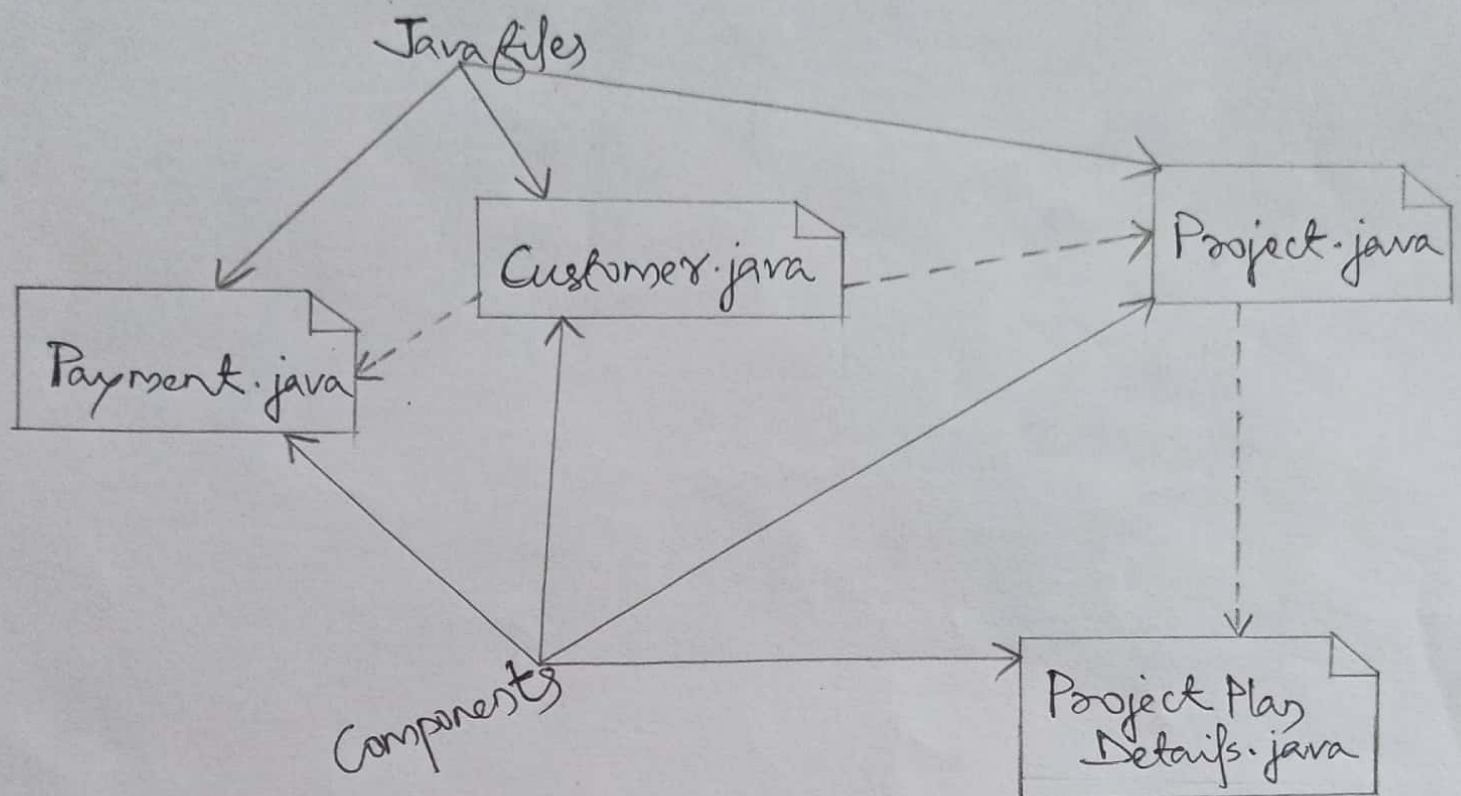 Java files
Customer.java
Project.java
Payment.java
Components
Project Plan
Details.java